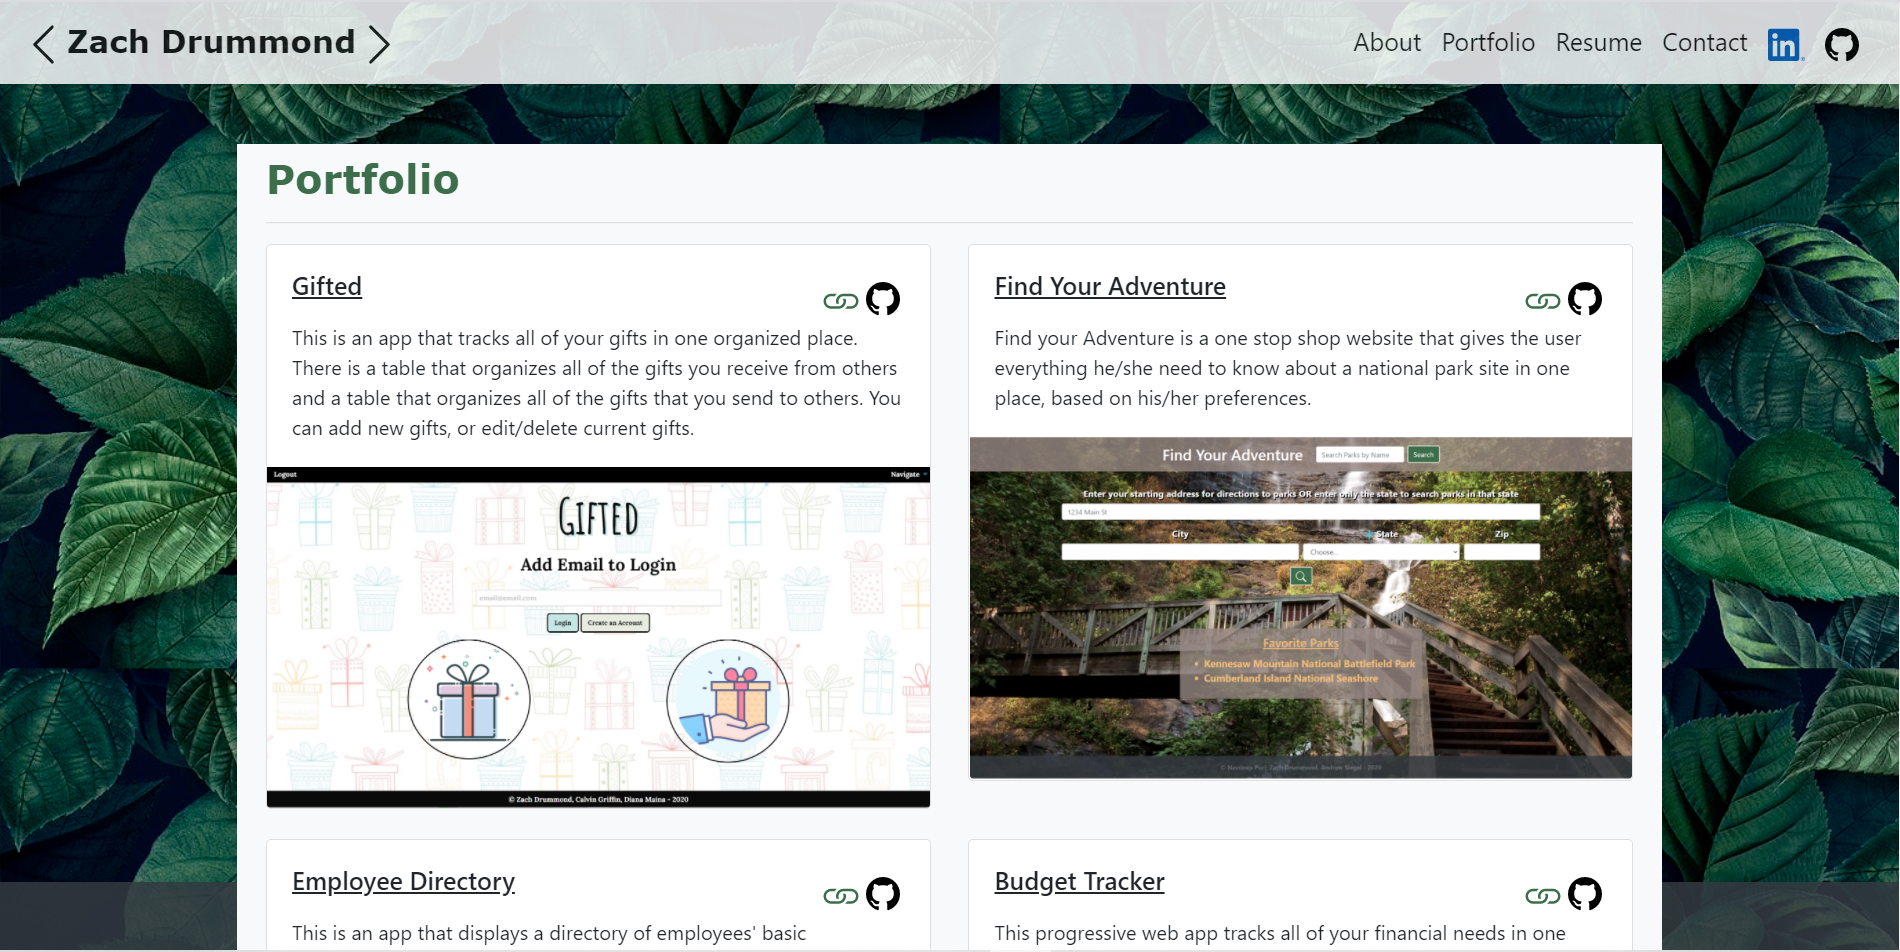 Zach Drummond
About Portfolio Resume Contact in
Portfolio
Gifted
This is an app that tracks all of your gifts in one organized place.
There is a table that organizes all of the gifts you receive from others
and a table that organizes all of the gifts that you send to others. You
can add new gifts, or edit/delete current gifts.
Logout
Navigate
GIFTED
Add Email to Login
email@email.com
Login Create an Account
© Zach Drummond, Calvin Griffin, Diana Maina - 2020
Find Your Adventure
Find your Adventure is a one stop shop website that gives the user
everything he/she need to know about a national park site in one
place, based on his/her preferences.
Find Your Adventure Search Parks by Name Search
Enter your starting address for directions to parks OR enter only the state to search parks in that state
1234 Main St
City State Zip
Choose...
Favorite Parks
• Kennesaw Mountain National Battlefield Park
• Cumberland Island National Seashore
Zach Drummond, Andrew Siegel - 2020
Employee Directory
This is an app that displays a directory of employees' basic
Budget Tracker
This progressive web app tracks all of your financial needs in one